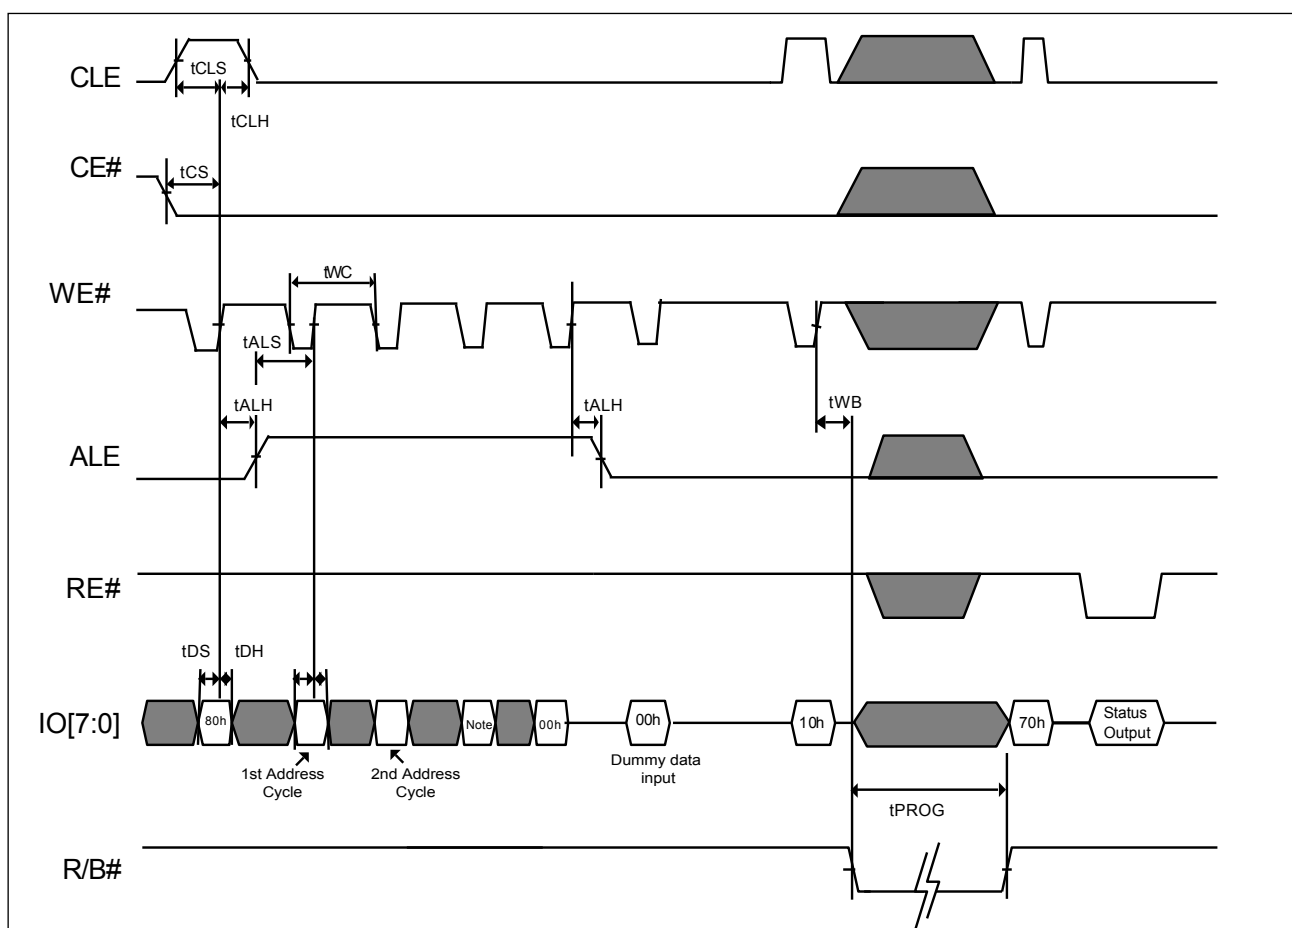 CLE
tCLS
tCLH
CE#
tCS
WE#
tWC
tALS
tALH
tALH
tWB
ALE
RE#
tDS
tDH
IO[7:0]
80h
Note
00h
00h
10h
70h
Status
Output
1st Address
Cycle
2nd Address
Cycle
Dummy data
input
tPROG
R/B#